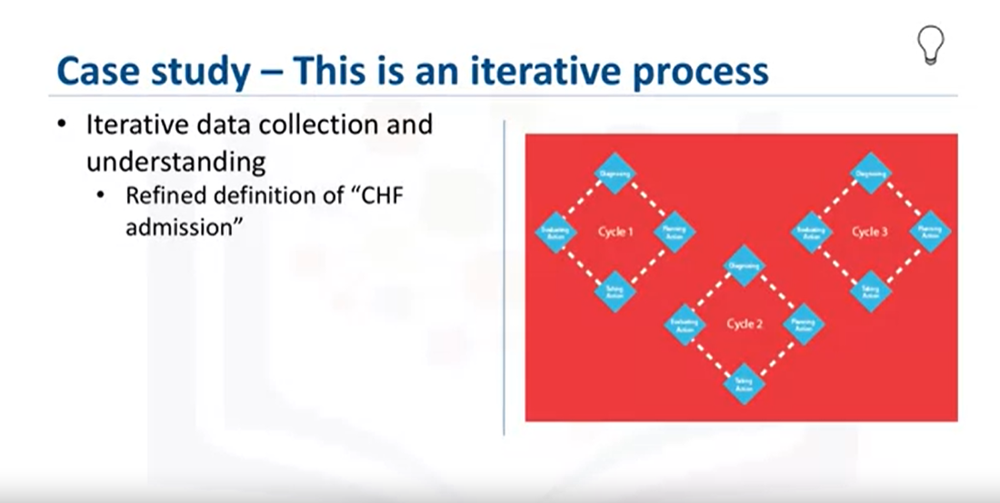 Case study – This is an iterative process
• Iterative data collection and
understanding
• Refined definition of “CHF
admission”
Diagnosing
Evaluating
Action
Cycle 1
Planning
Action
Taking
Action
Diagnosing
Evaluating
Action
Cycle 2
Planning
Action
Taking
Action
Diagnosing
Evaluating
Action
Cycle 3
Planning
Action
Taking
Action